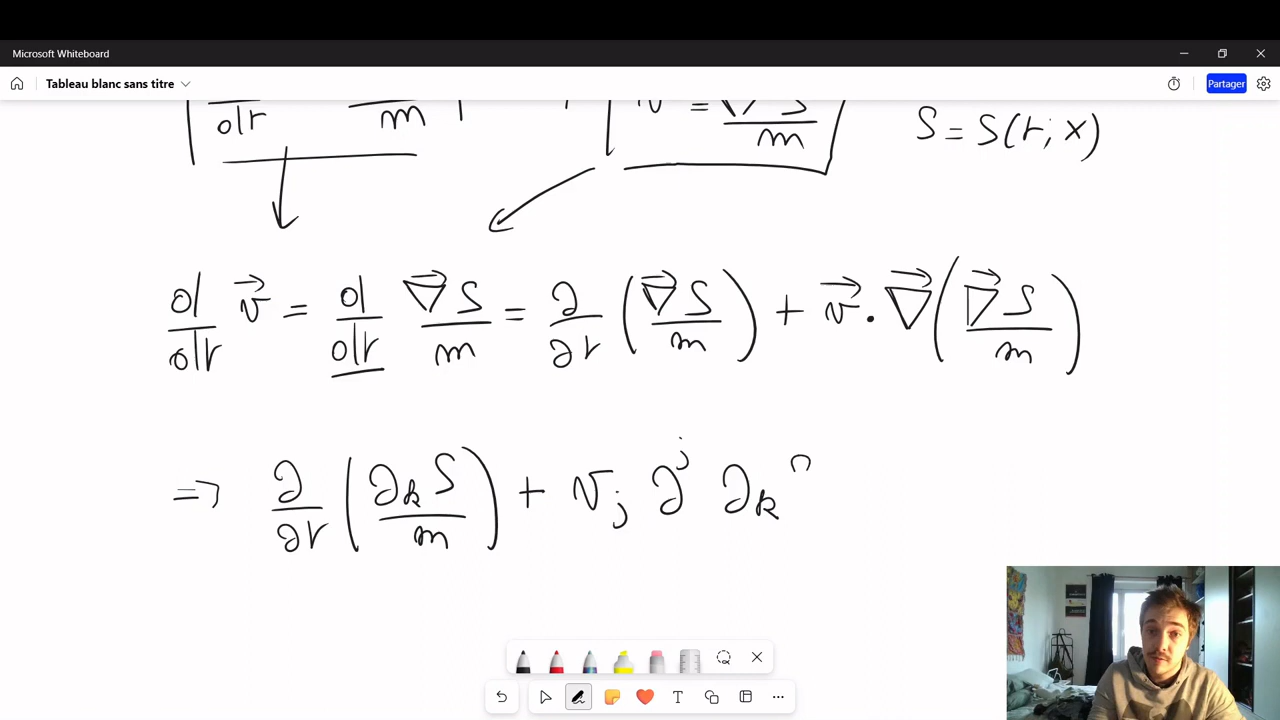 Microsoft Whiteboard
Tableau blanc sans titre Partager
d/dt m v⃗ = ∇⃗S/m S = S(t; x)
d/dt v⃗ = d/dt ∇⃗S/m = ∂/∂t (∇⃗S/m) + v⃗ · ∇⃗(∇⃗S/m)
=> ∂/∂t (∂ₖS/m) + vⱼ ∂ʲ ∂ₖ
T